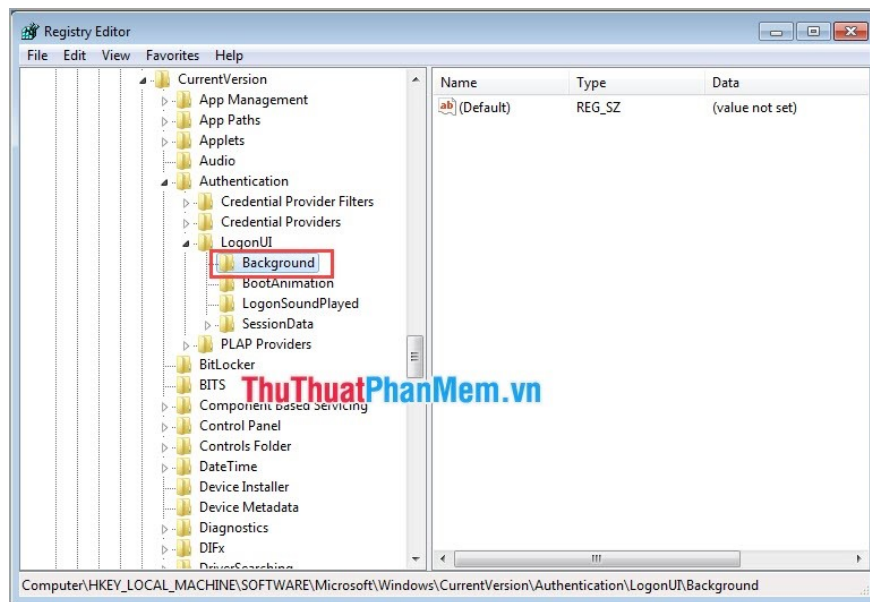 Registry Editor
File Edit View Favorites Help
CurrentVersion
App Management
App Paths
Applets
Audio
Authentication
Credential Provider Filters
Credential Providers
LogonUI
Background
BootAnimation
LogonSoundPlayed
SessionData
PLAP Providers
BitLocker
BITS
Component Based Servicing
Control Panel
Controls Folder
DateTime
Device Installer
Device Metadata
Diagnostics
DIFx
DriverSearching
Name Type Data
ab (Default) REG_SZ (value not set)
ThuThuatPhanMem.vn
Computer\HKEY_LOCAL_MACHINE\SOFTWARE\Microsoft\Windows\CurrentVersion\Authentication\LogonUI\Background